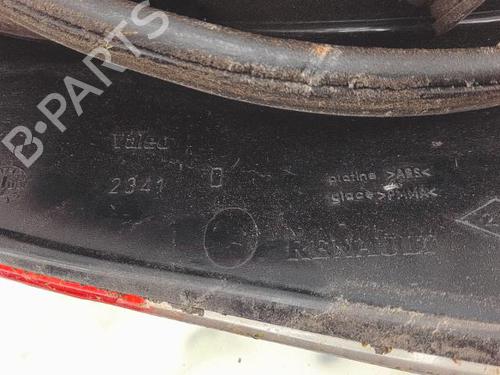 B-PARTS
Valeo
2341 D
platine >ABS<
glace >PMMA<
RENAULT